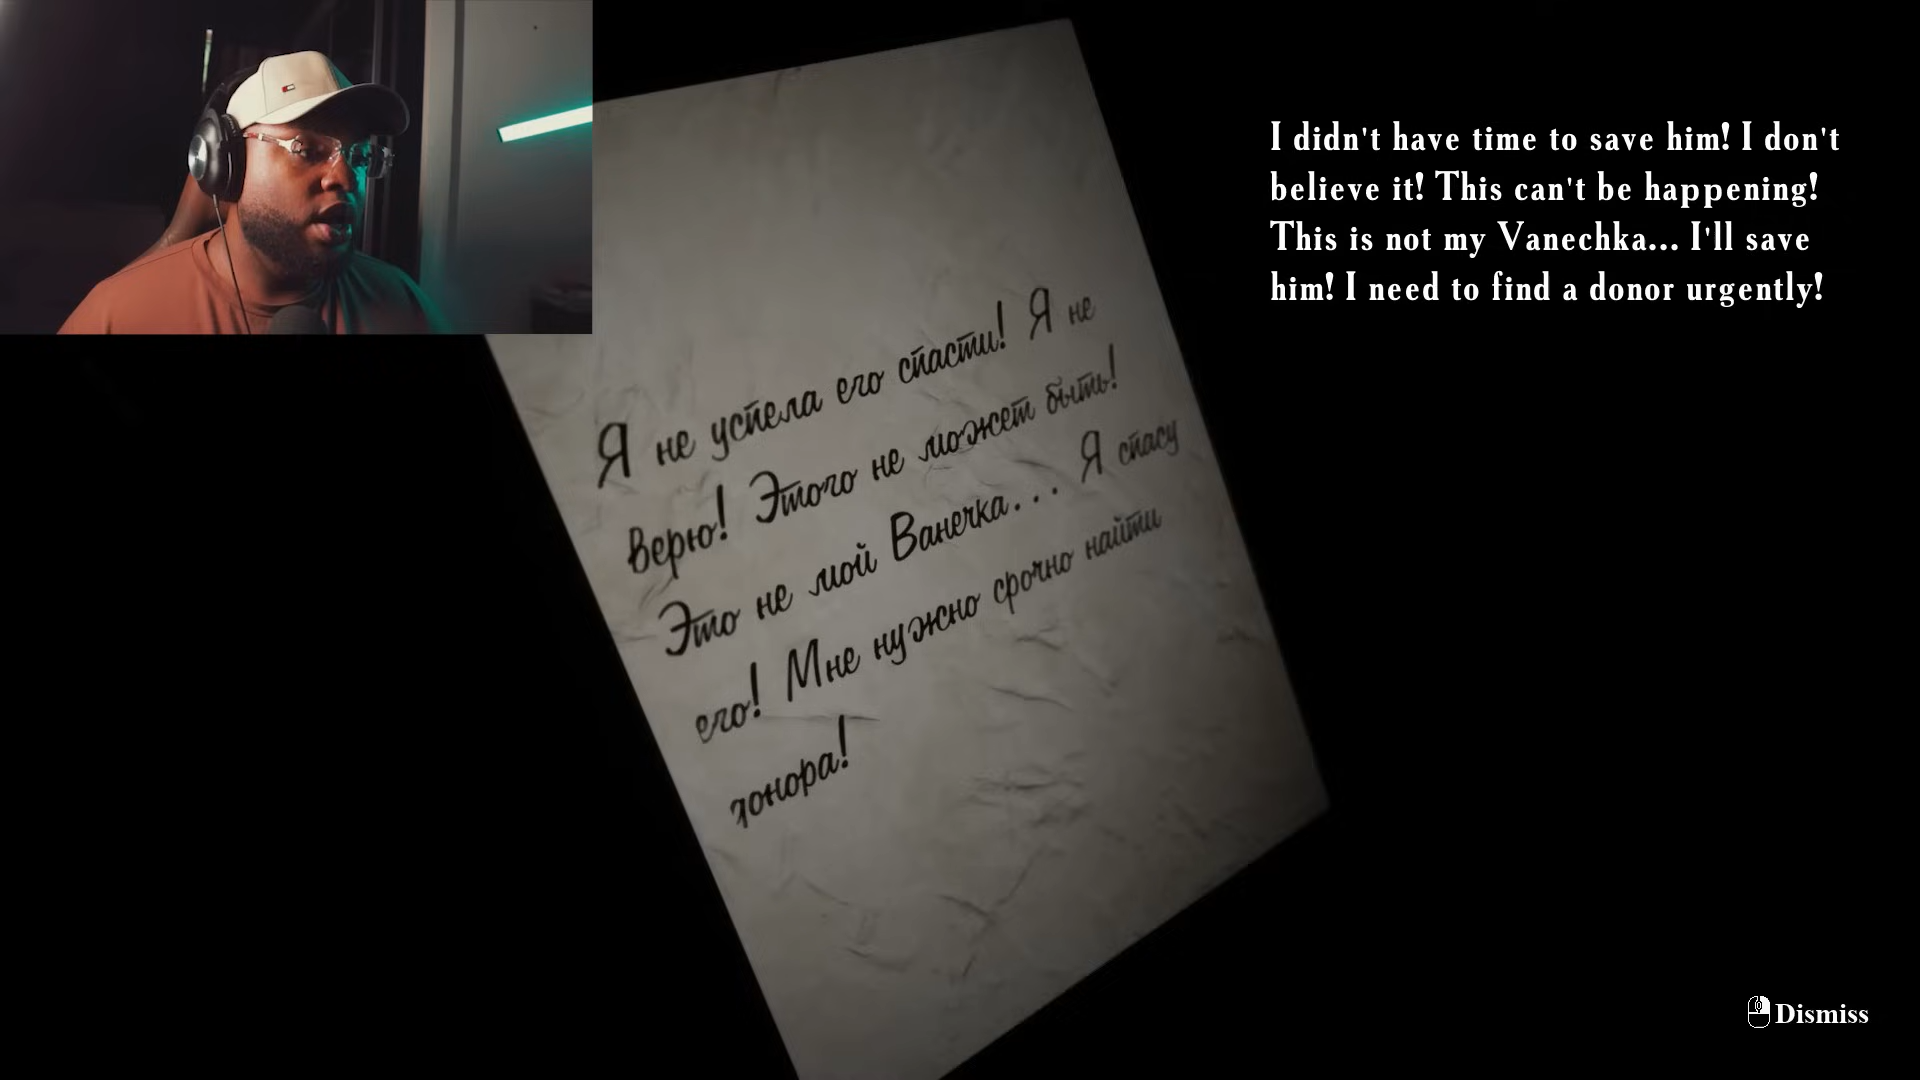 I didn't have time to save him! I don't
believe it! This can't be happening!
This is not my Vanechka... I'll save
him! I need to find a donor urgently!
Я не успела его спасти! Я не
верю! Этого не может быть!
Это не мой Ванечка... Я спасу
его! Мне нужно срочно найти
донора!
Dismiss